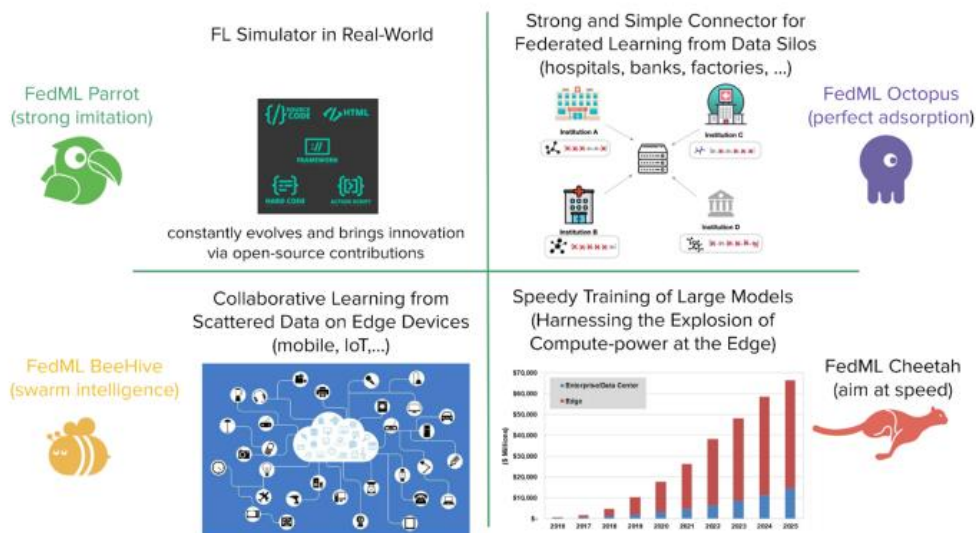 FL Simulator in Real-World
FedML Parrot
(strong imitation)
SOURCE
CODE
HTML
FRAMEWORK
HARD CODE
ACTION SCRIPT
constantly evolves and brings innovation
via open-source contributions
Strong and Simple Connector for
Federated Learning from Data Silos
(hospitals, banks, factories, ...)
FedML Octopus
(perfect adsorption)
Institution A
Institution C
Institution B
Institution D
Collaborative Learning from
Scattered Data on Edge Devices
(mobile, IoT,...)
FedML BeeHive
(swarm intelligence)
Speedy Training of Large Models
(Harnessing the Explosion of
Compute-power at the Edge)
FedML Cheetah
(aim at speed)
$70,000
$60,000
$50,000
$40,000
$30,000
$20,000
$10,000
$-
($ Millions)
Enterprise/Data Center
Edge
2016 2017 2018 2019 2020 2021 2022 2023 2024 2025